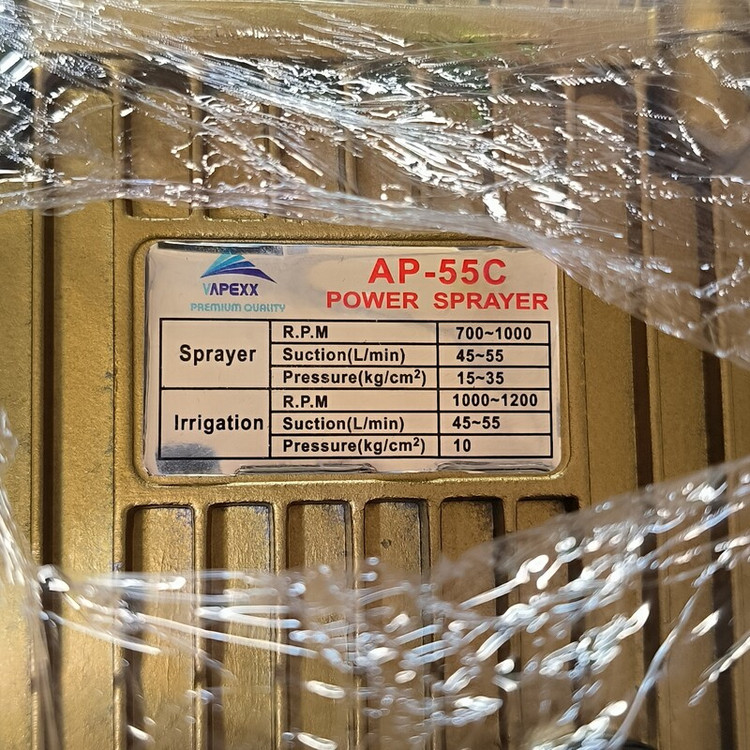 VAPEXX
PREMIUM QUALITY
AP-55C
POWER SPRAYER
Sprayer
R.P.M 700~1000
Suction(L/min) 45~55
Pressure(kg/cm²) 15~35
Irrigation
R.P.M 1000~1200
Suction(L/min) 45~55
Pressure(kg/cm²) 10